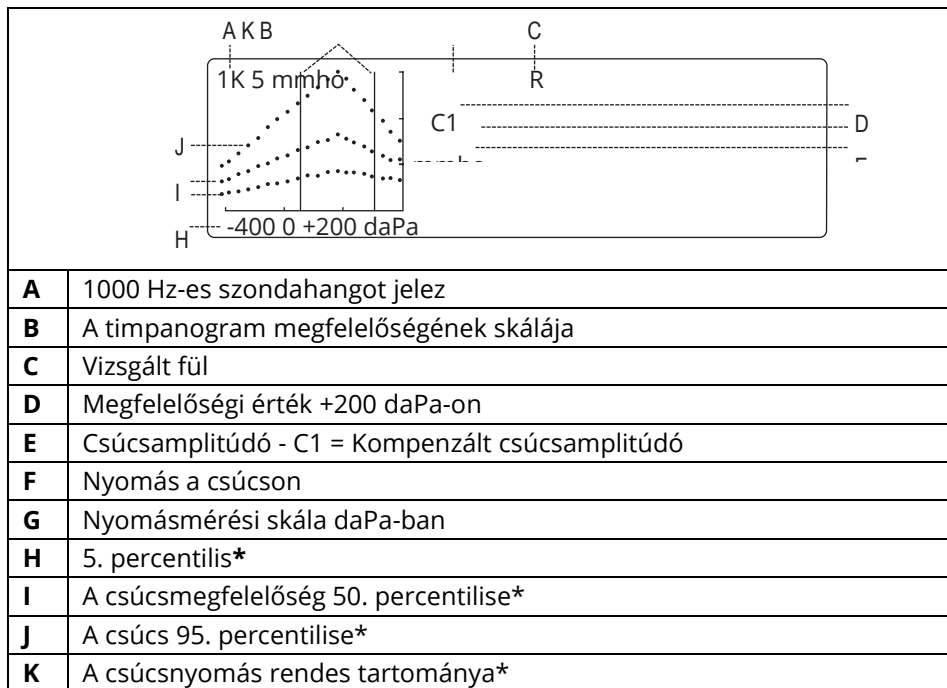 A K B C
1K 5 mmho R
C1
D
J
I
-400 0 +200 daPa
H
A 1000 Hz-es szondahangot jelez
B A timpanogram megfelelőségének skálája
C Vizsgált fül
D Megfelelőségi érték +200 daPa-on
E Csúcsamplitúdó - C1 = Kompenzált csúcsamplitúdó
F Nyomás a csúcson
G Nyomásmérési skála daPa-ban
H 5. percentilis*
I A csúcsmegfelelőség 50. percentilise*
J A csúcs 95. percentilise*
K A csúcsnyomás rendes tartománya*